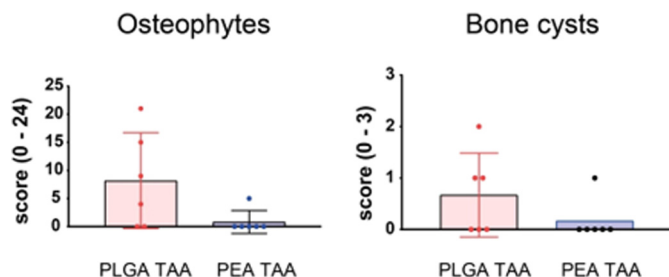 Osteophytes
score (0 - 24)
25
20
15
10
5
0
PLGA TAA PEA TAA
Bone cysts
score (0 - 3)
3
2
1
0
PLGA TAA PEA TAA